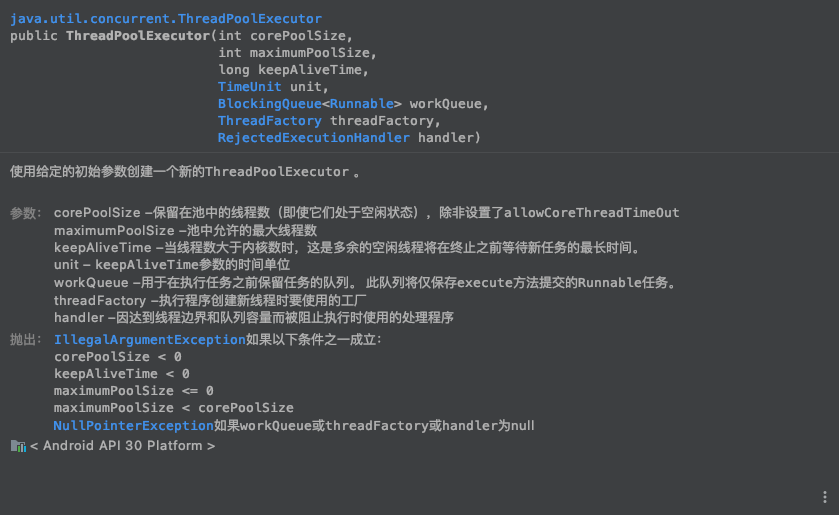 java.util.concurrent.ThreadPoolExecutor
public ThreadPoolExecutor(int corePoolSize,
int maximumPoolSize,
long keepAliveTime,
TimeUnit unit,
BlockingQueue<Runnable> workQueue,
ThreadFactory threadFactory,
RejectedExecutionHandler handler)
使用给定的初始参数创建一个新的ThreadPoolExecutor 。
参数: corePoolSize –保留在池中的线程数（即使它们处于空闲状态），除非设置了allowCoreThreadTimeOut
maximumPoolSize –池中允许的最大线程数
keepAliveTime –当线程数大于内核数时，这是多余的空闲线程将在终止之前等待新任务的最长时间。
unit – keepAliveTime参数的时间单位
workQueue –用于在执行任务之前保留任务的队列。 此队列将仅保存execute方法提交的Runnable任务。
threadFactory –执行程序创建新线程时要使用的工厂
handler –因达到线程边界和队列容量而被阻止执行时使用的处理程序
抛出: IllegalArgumentException如果以下条件之一成立：
corePoolSize < 0
keepAliveTime < 0
maximumPoolSize <= 0
maximumPoolSize < corePoolSize
NullPointerException如果workQueue或threadFactory或handler为null
< Android API 30 Platform >